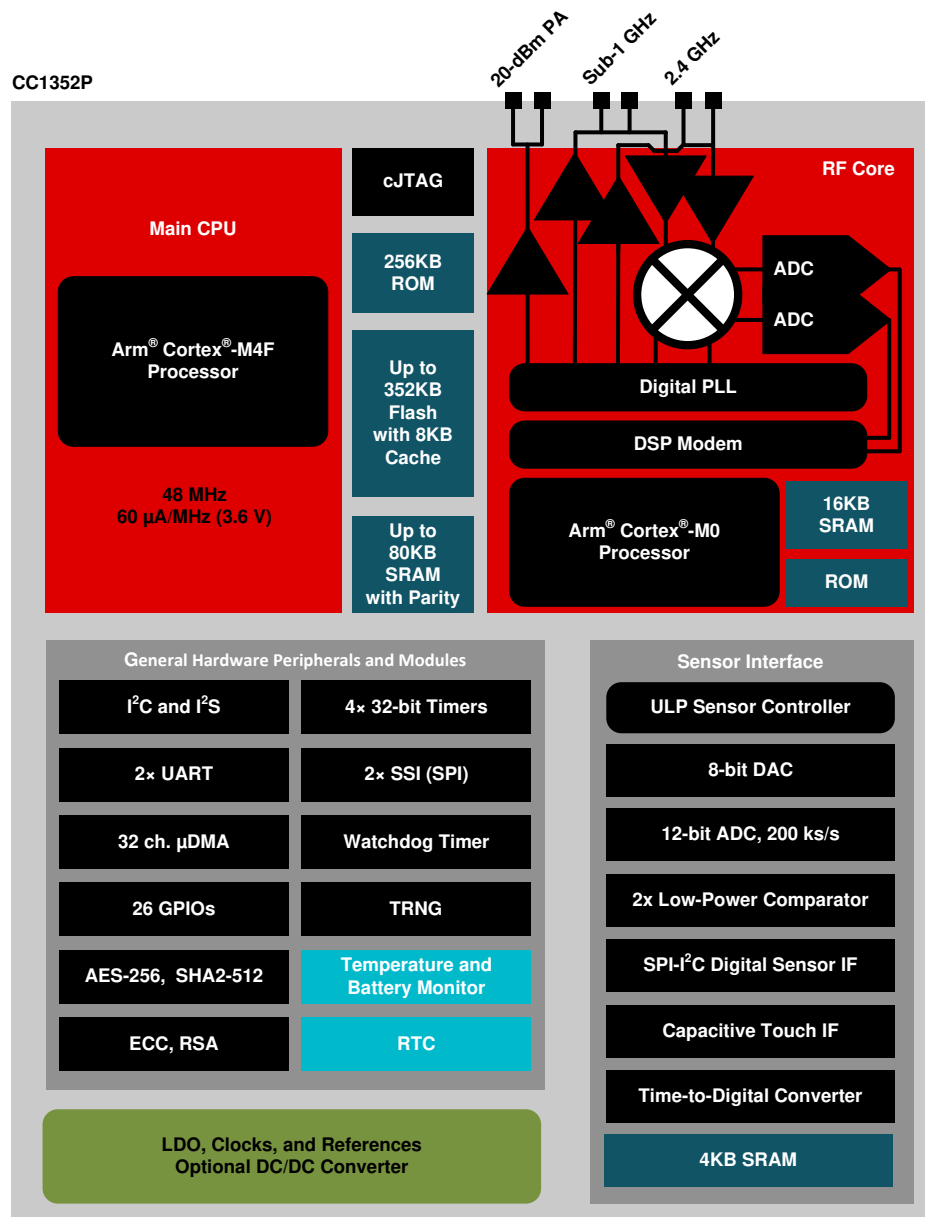 20-dBm PA
Sub-1 GHz
2.4 GHz
CC1352P
Main CPU
Arm® Cortex®-M4F
Processor
48 MHz
60 µA/MHz (3.6 V)
cJTAG
256KB
ROM
Up to
352KB
Flash
with 8KB
Cache
Up to
80KB
SRAM
with Parity
RF Core
ADC
ADC
Digital PLL
DSP Modem
Arm® Cortex®-M0
Processor
16KB
SRAM
ROM
General Hardware Peripherals and Modules
I²C and I²S
4× 32-bit Timers
2× UART
2× SSI (SPI)
32 ch. µDMA
Watchdog Timer
26 GPIOs
TRNG
AES-256, SHA2-512
Temperature and
Battery Monitor
ECC, RSA
RTC
LDO, Clocks, and References
Optional DC/DC Converter
Sensor Interface
ULP Sensor Controller
8-bit DAC
12-bit ADC, 200 ks/s
2x Low-Power Comparator
SPI-I²C Digital Sensor IF
Capacitive Touch IF
Time-to-Digital Converter
4KB SRAM